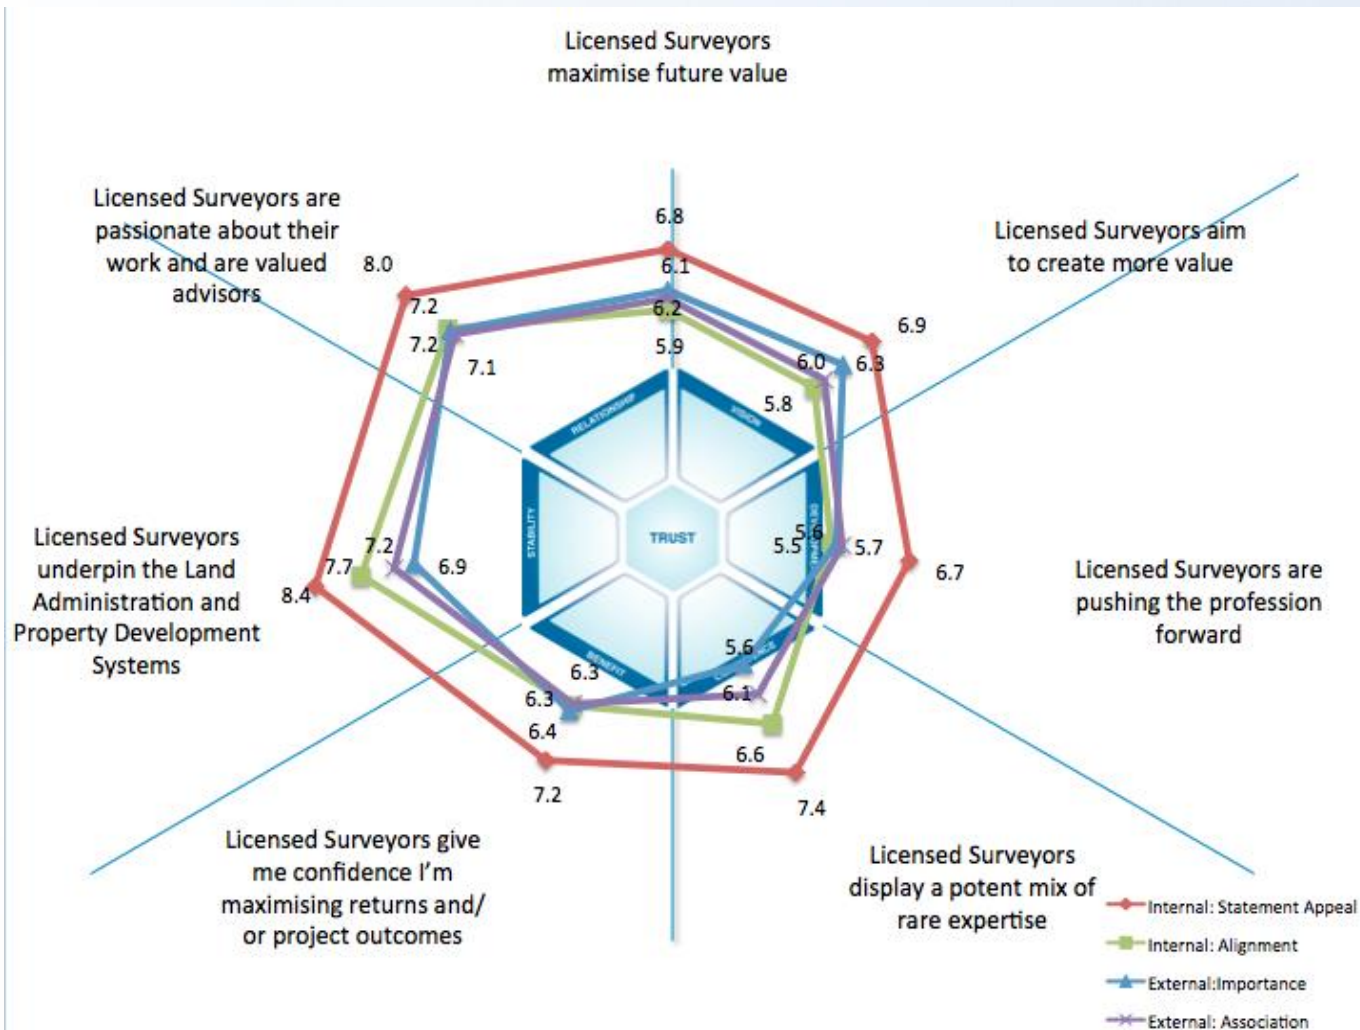 Licensed Surveyors
maximise future value
Licensed Surveyors are
passionate about their
work and are valued
advisors
8.0
6.8
6.1
Licensed Surveyors aim
to create more value
7.2
6.2
6.9
7.2
7.1
5.9
6.0
6.3
5.8
RELATIONSHIP
VISION
STABILITY
TRUST
5.6
5.5
5.7
6.7
Licensed Surveyors
underpin the Land
Administration and
Property Development
Systems
7.2
7.7
6.9
8.4
Licensed Surveyors are
pushing the profession
forward
BENEFIT
5.6
6.3
6.3
6.1
6.4
6.6
7.2
7.4
Licensed Surveyors give
me confidence I'm
maximising returns and/
or project outcomes
Licensed Surveyors
display a potent mix of
rare expertise
Internal: Statement Appeal
Internal: Alignment
External:Importance
External: Association